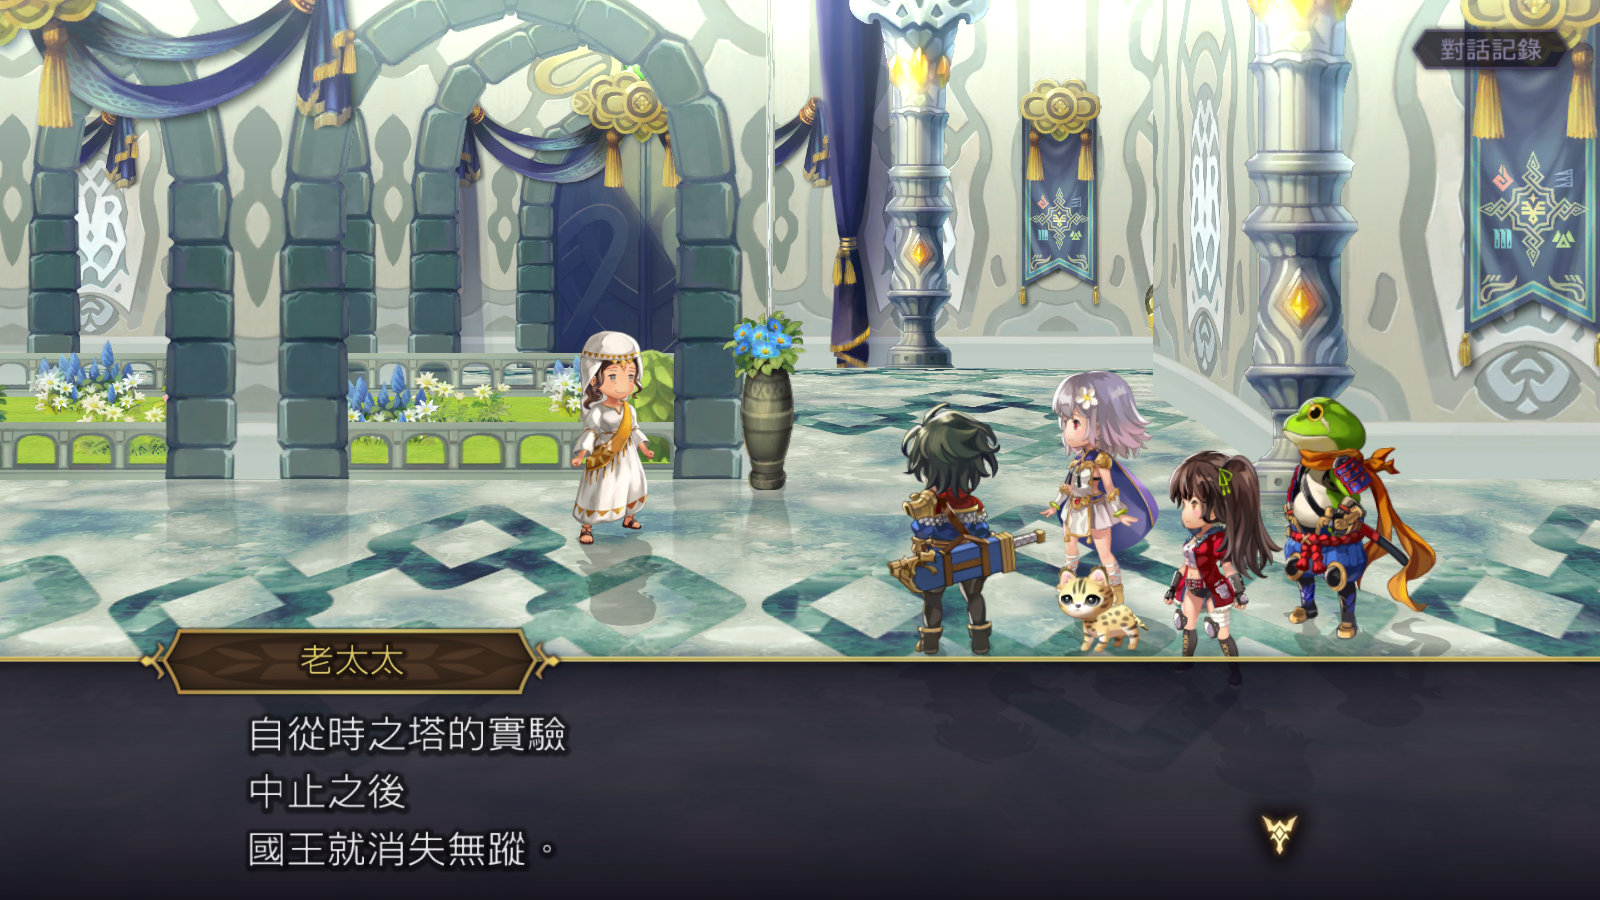 對話記錄
老太太
自從時之塔的實驗
中止之後
國王就消失無蹤。